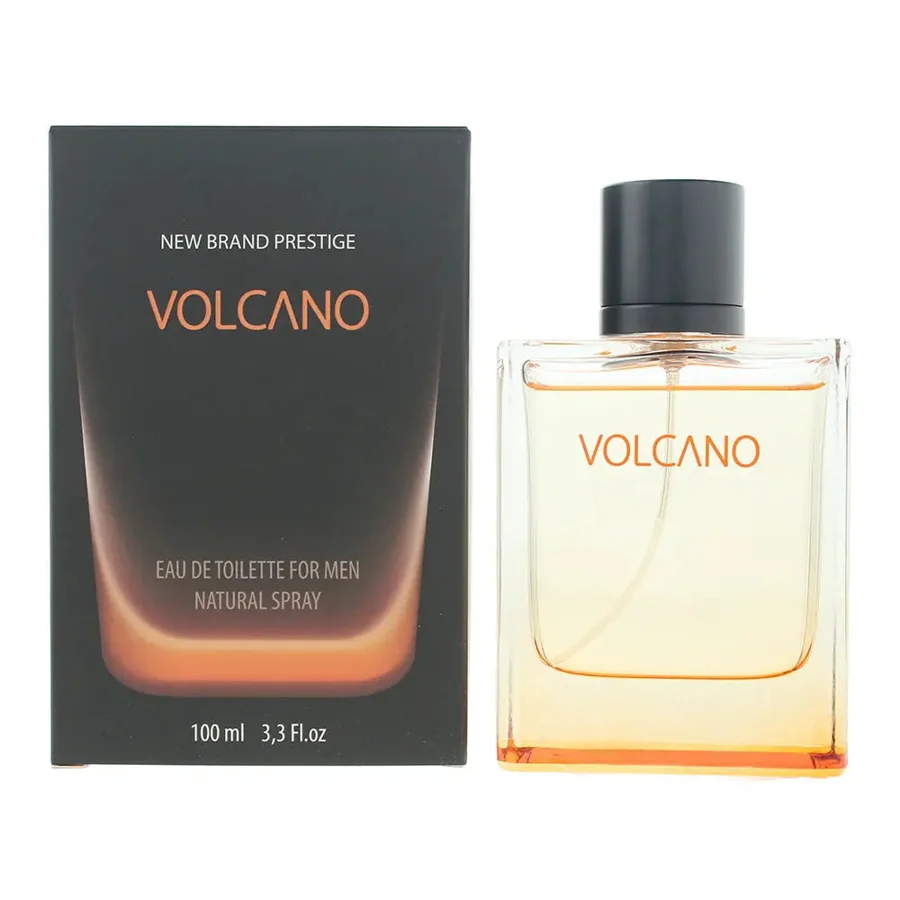 NEW BRAND PRESTIGE
VOLCANO
EAU DE TOILETTE FOR MEN
NATURAL SPRAY
100 ml 3,3 Fl.oz
VOLCANO